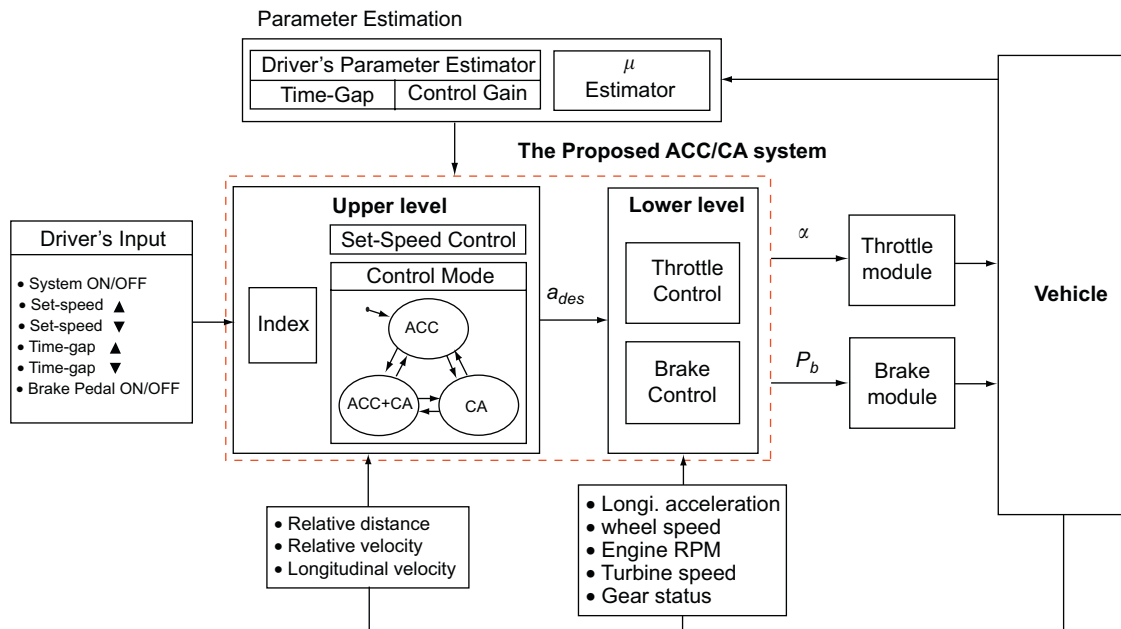 Parameter Estimation
Driver's Parameter Estimator
Time-Gap
Control Gain
μ
Estimator
The Proposed ACC/CA system
Driver's Input
• System ON/OFF
• Set-speed ▲
• Set-speed ▼
• Time-gap ▲
• Time-gap ▼
• Brake Pedal ON/OFF
Upper level
Set-Speed Control
Index
Control Mode
ACC
ACC+CA
CA
a_des
Lower level
Throttle
Control
Brake
Control
α
P_b
Throttle
module
Brake
module
Vehicle
• Relative distance
• Relative velocity
• Longitudinal velocity
• Longi. acceleration
• wheel speed
• Engine RPM
• Turbine speed
• Gear status